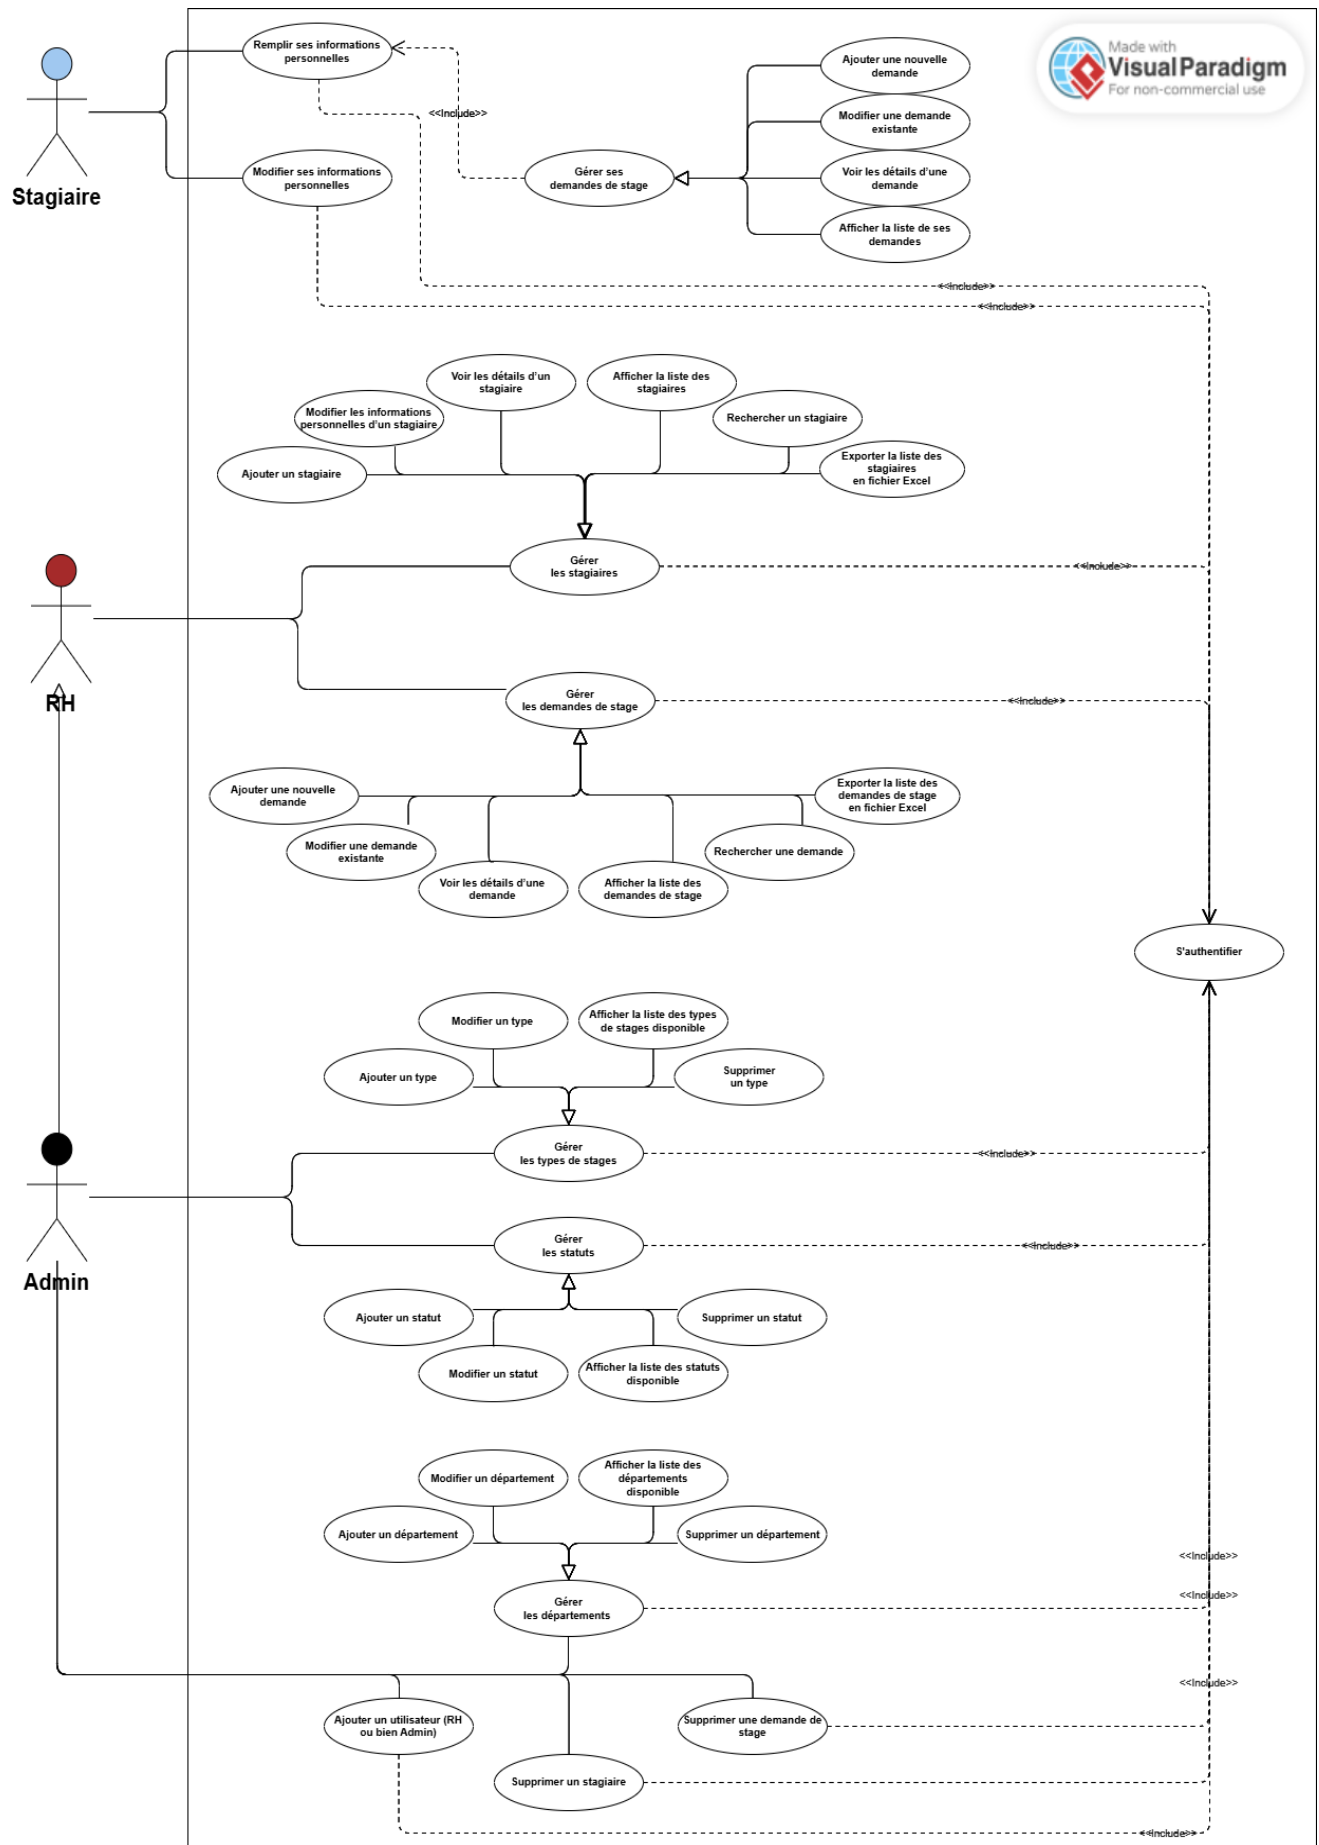 Made with
Visual Paradigm
For non-commercial use
Remplir ses informations
personnelles
Ajouter une nouvelle
demande
<<Include>>
Modifier une demande
existante
Stagiaire
Modifier ses informations
personnelles
Gérer ses
demandes de stage
Voir les détails d'une
demande
Afficher la liste de ses
demandes
<<Include>>
<<Include>>
Voir les détails d'un
stagiaire
Afficher la liste des
stagiaires
Modifier les informations
personnelles d'un stagiaire
Rechercher un stagiaire
Ajouter un stagiaire
Exporter la liste des
stagiaires
en fichier Excel
Gérer
les stagiaires
<<Include>>
RH
Gérer
les demandes de stage
<<Include>>
Ajouter une nouvelle
demande
Exporter la liste des
demandes de stage
en fichier Excel
Modifier une demande
existante
Rechercher une demande
Voir les détails d'une
demande
Afficher la liste des
demandes de stage
S'authentifier
Modifier un type
Afficher la liste des types
de stages disponible
Ajouter un type
Supprimer
un type
Gérer
les types de stages
<<Include>>
Admin
Gérer
les statuts
<<Include>>
Ajouter un statut
Supprimer un statut
Modifier un statut
Afficher la liste des statuts
disponible
Modifier un département
Afficher la liste des
départements
disponible
Ajouter un département
Supprimer un département
<<Include>>
<<Include>>
Gérer
les départements
<<Include>>
Ajouter un utilisateur (RH
ou bien Admin)
Supprimer une demande de
stage
Supprimer un stagiaire
<<Include>>